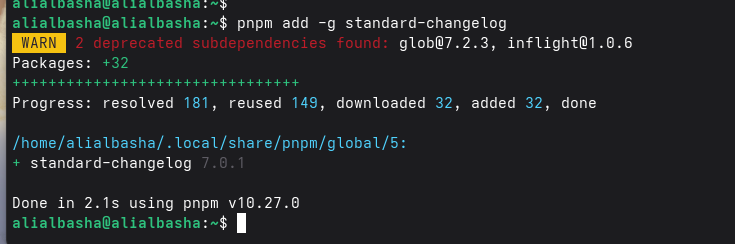 alialbasha@alialbasha:~$
alialbasha@alialbasha:~$ pnpm add -g standard-changelog
WARN 2 deprecated subdependencies found: glob@7.2.3, inflight@1.0.6
Packages: +32
++++++++++++++++++++++++++++++++
Progress: resolved 181, reused 149, downloaded 32, added 32, done
/home/alialbasha/.local/share/pnpm/global/5:
+ standard-changelog 7.0.1
Done in 2.1s using pnpm v10.27.0
alialbasha@alialbasha:~$